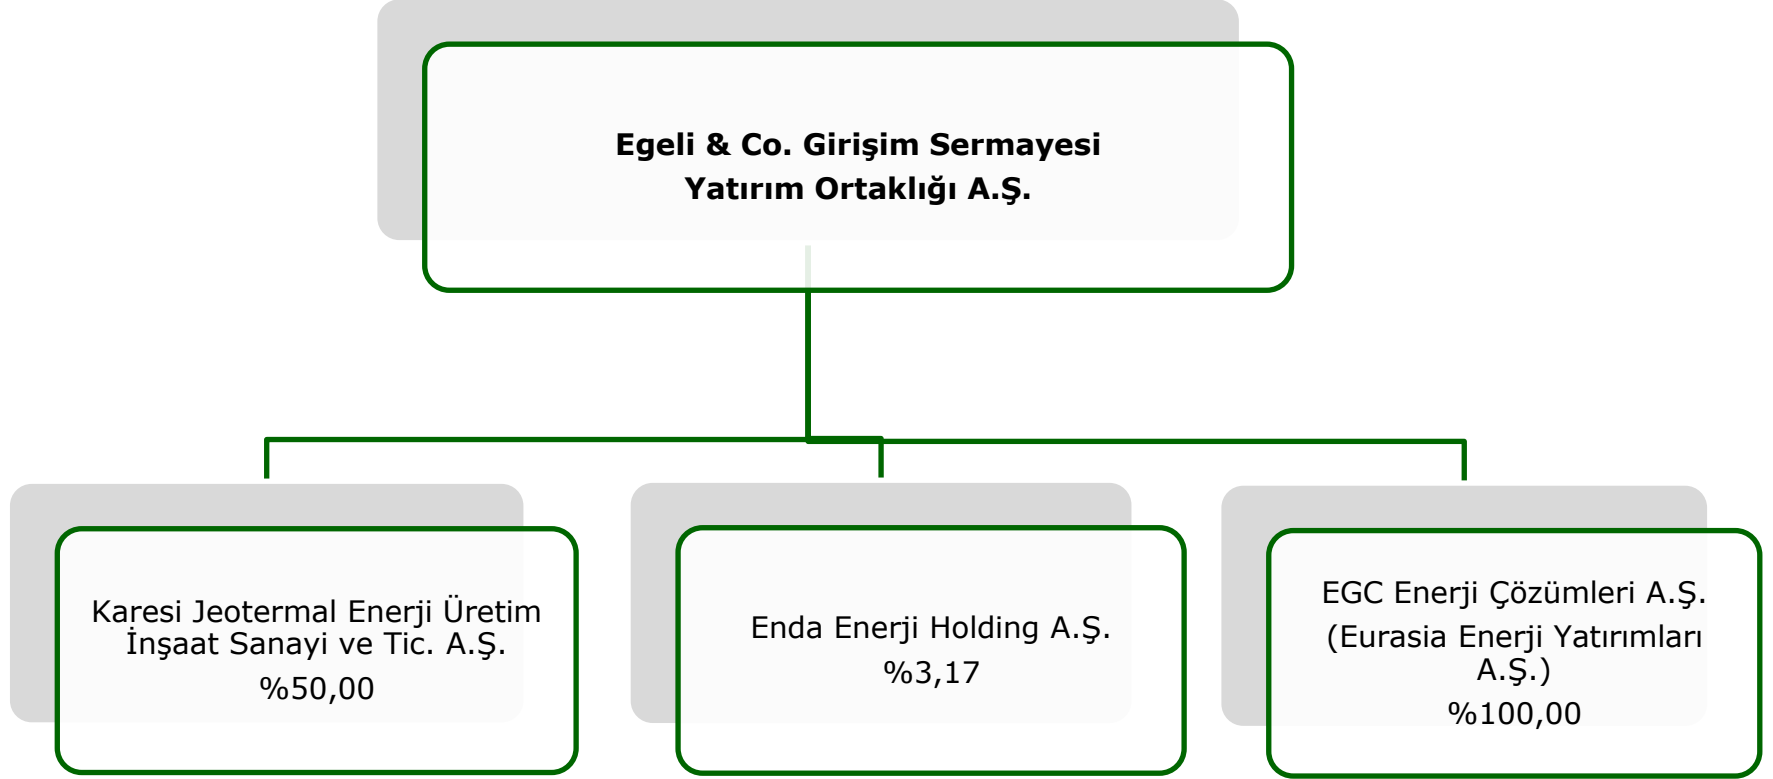 Egeli & Co. Girişim Sermayesi
Yatırım Ortaklığı A.Ş.
Karesi Jeotermal Enerji Üretim
İnşaat Sanayi ve Tic. A.Ş.
%50,00
Enda Enerji Holding A.Ş.
%3,17
EGC Enerji Çözümleri A.Ş.
(Eurasia Enerji Yatırımları
A.Ş.)
%100,00